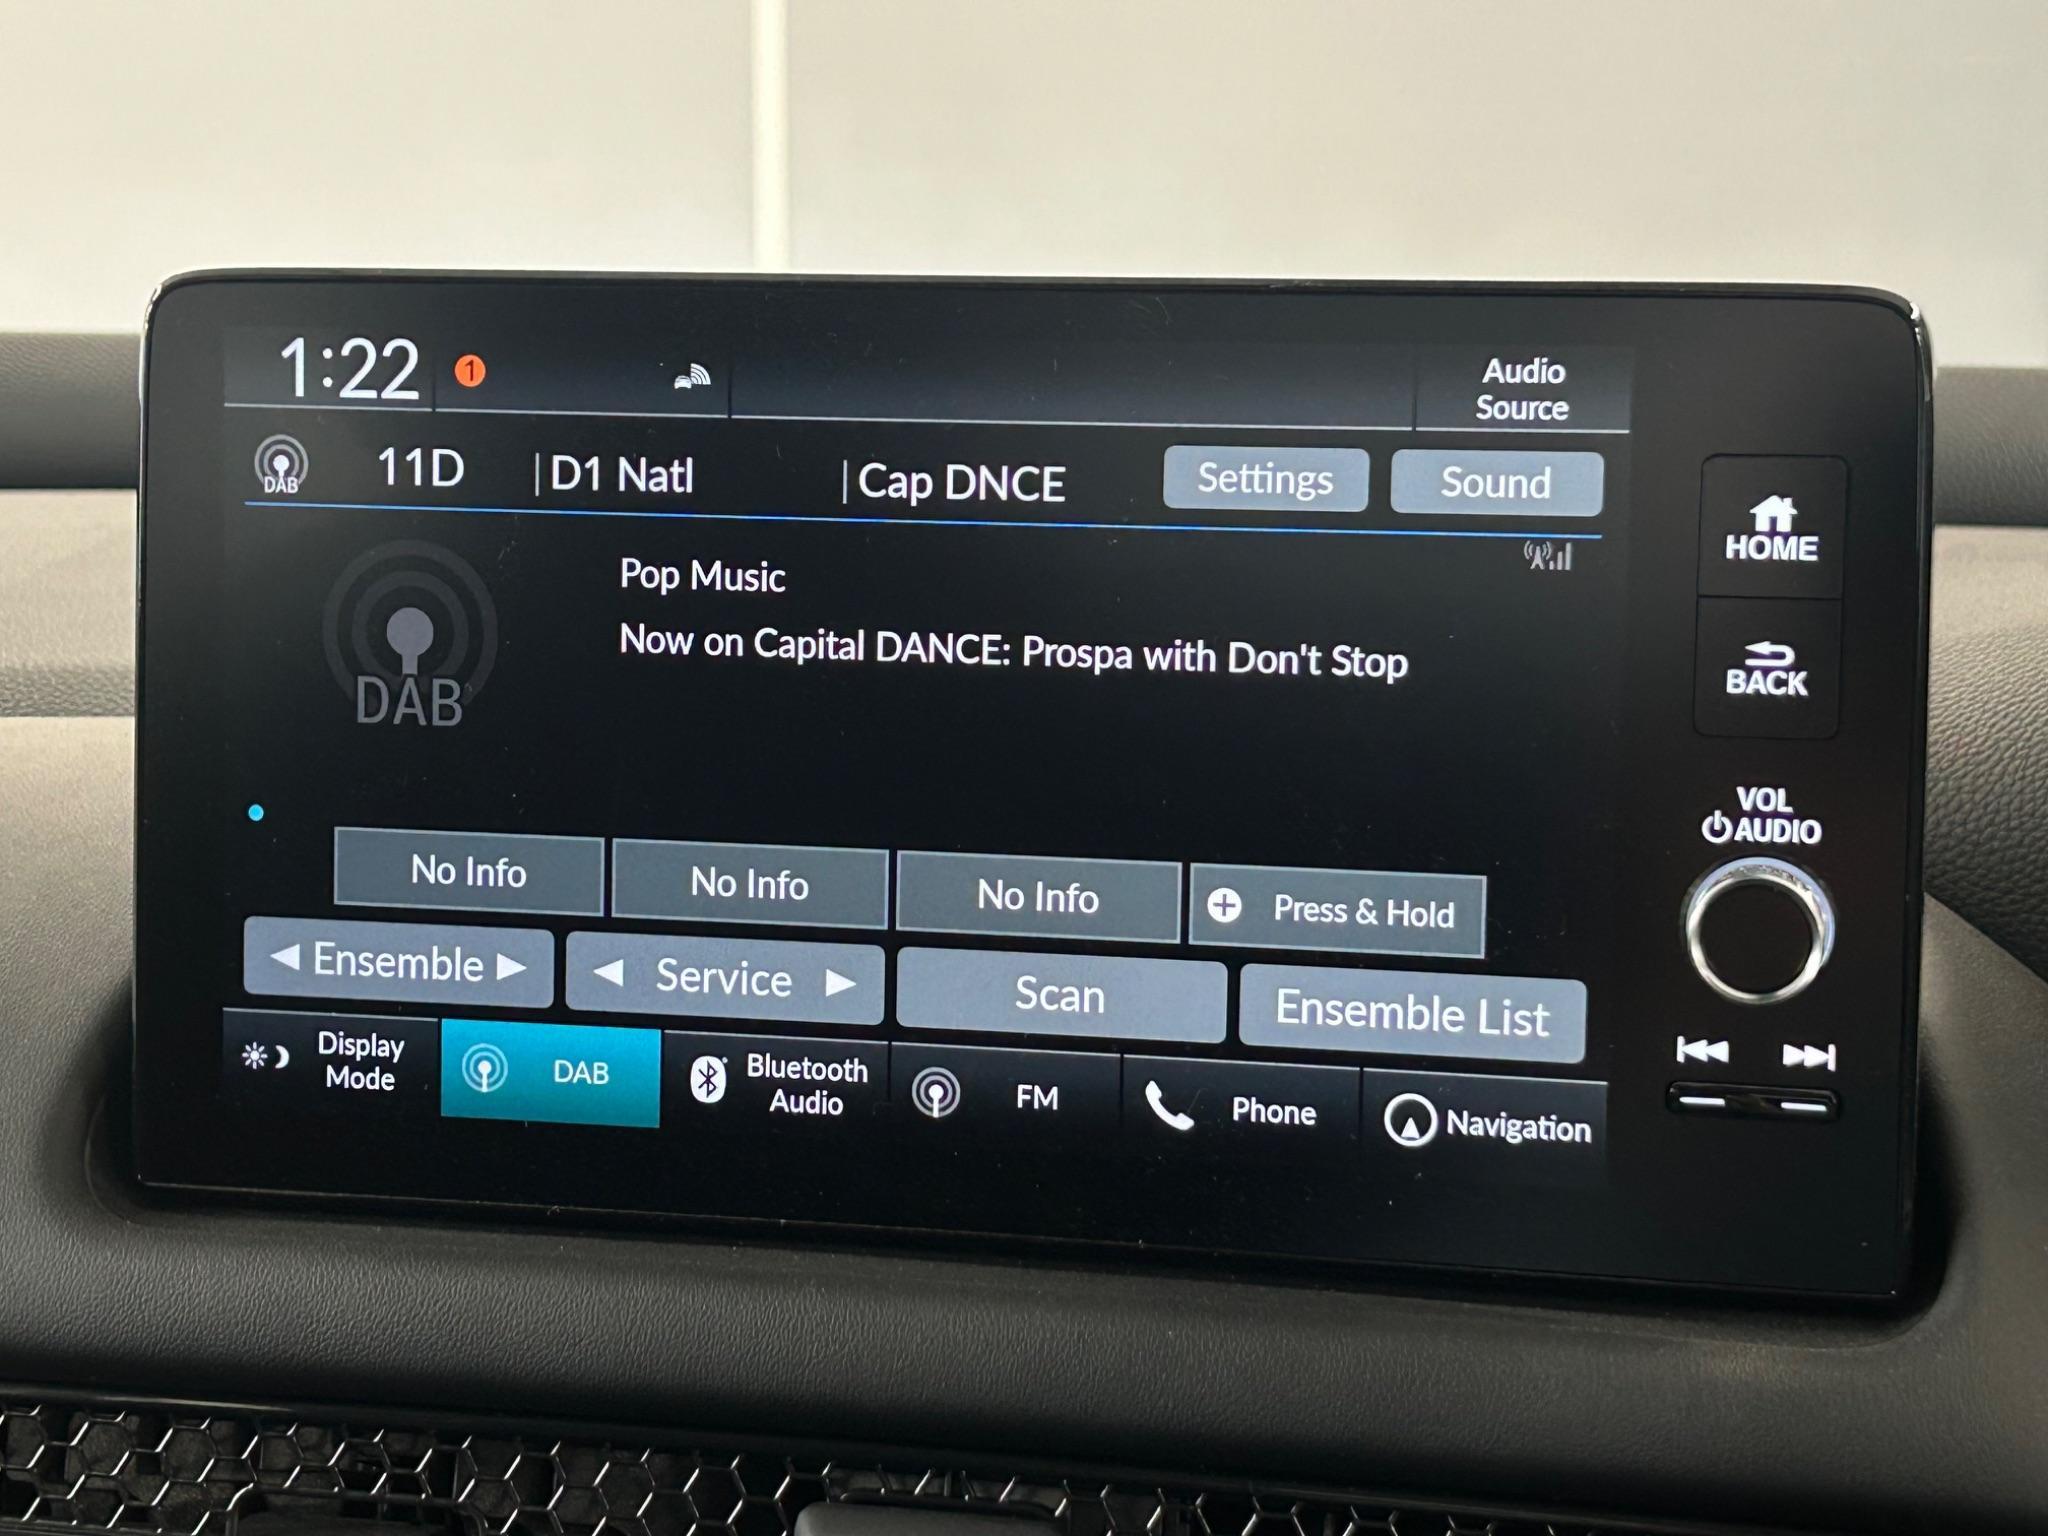 1:22
1
Audio
Source
DAB
11D
|D1 Natl
|Cap DNCE
Settings
Sound
HOME
Pop Music
Now on Capital DANCE: Prospa with Don't Stop
DAB
BACK
VOL
AUDIO
No Info
No Info
No Info
Press & Hold
Ensemble
Service
Scan
Ensemble List
Display
Mode
DAB
Bluetooth
Audio
FM
Phone
Navigation